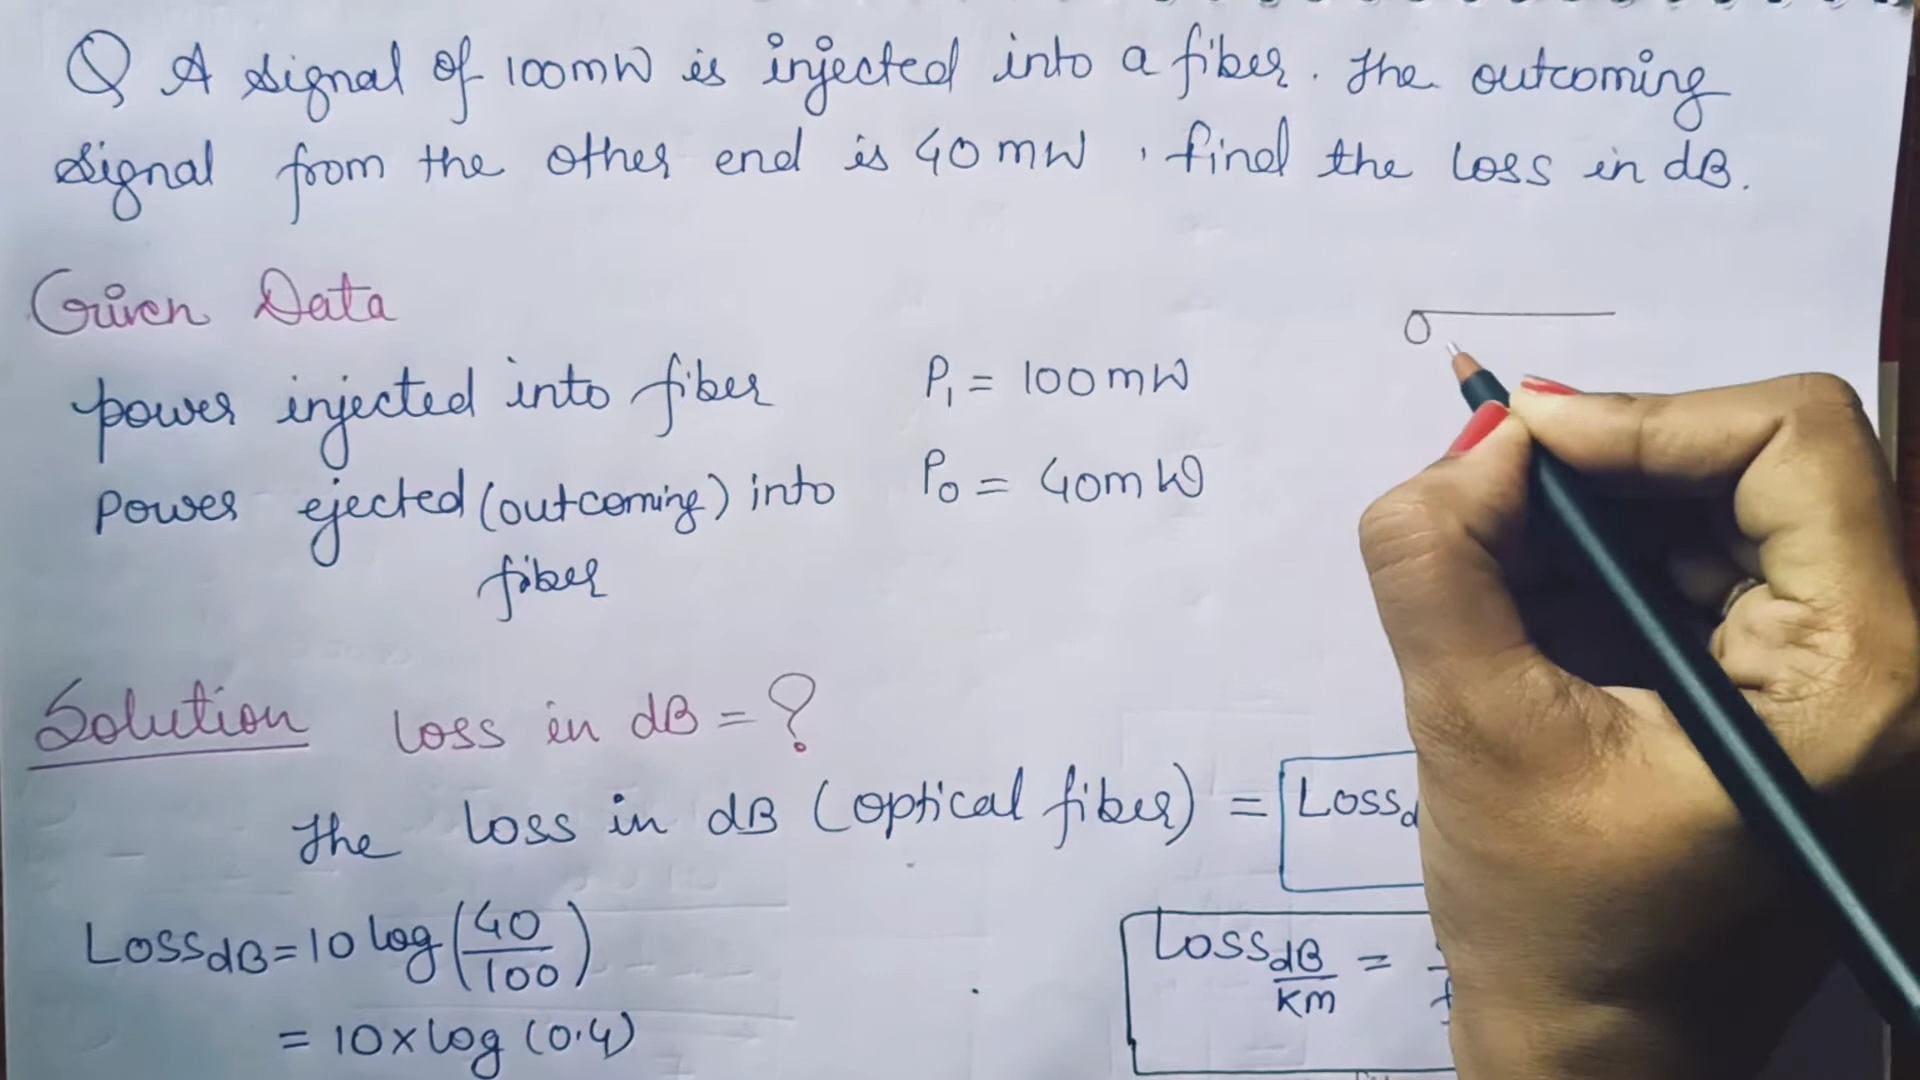 Q A signal of 100mW is injected into a fiber. The outcoming
signal from the other end is 40 mW, find the loss in dB.
Given Data
power injected into fiber P1 = 100mW
power ejected (outcoming) into P0 = 40mW
fiber
Solution Loss in dB = ?
The loss in dB (optical fiber) = Loss
LossdB = 10 log (40/100)
LossdB/km =
= 10 x log (0.4)